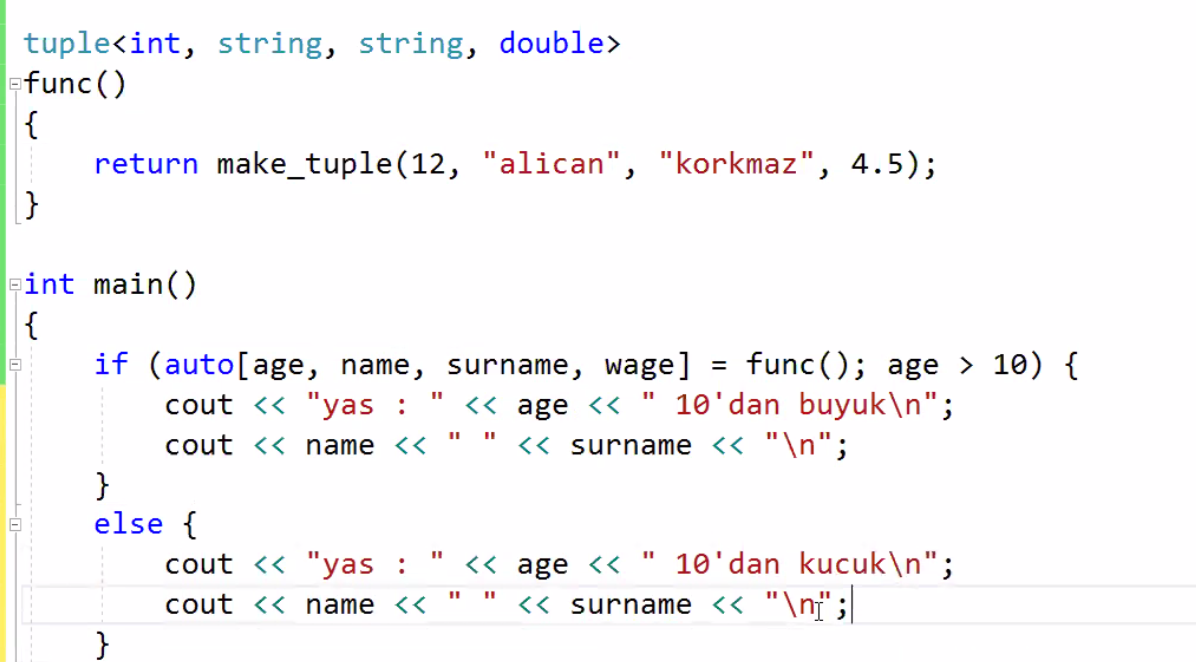 tuple<int, string, string, double>
func()
{
    return make_tuple(12, "alican", "korkmaz", 4.5);
}

int main()
{
    if (auto[age, name, surname, wage] = func(); age > 10) {
        cout << "yas : " << age << " 10'dan buyuk\n";
        cout << name << " " << surname << "\n";
    }
    else {
        cout << "yas : " << age << " 10'dan kucuk\n";
        cout << name << " " << surname << "\n";
    }